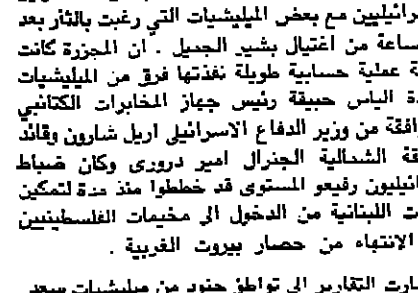 رائيليين مع بعض الميليشيات التي رغبت بالثأر بعد
ساعة من اغتيال بشير الجميل . ان المجزرة كانت
ة عملية حسابية طويلة نفذتها فرق من الميليشيات
دة الياس حبيقة رئيس جهاز المخابرات الكتائبي
افقة من وزير الدفاع الاسرائيلي اريل شارون وقائد
قة الشمالية الجنرال امير دروري وكان ضباط
ائيليون رفيعو المستوى قد خططوا منذ مدة لتمكين
ت اللبنانية من الدخول الى مخيمات الفلسطينيين
الانتهاء من حصار بيروت الغربية .
شارت التقارير الى تواطؤ جنود من ميليشيات سعد